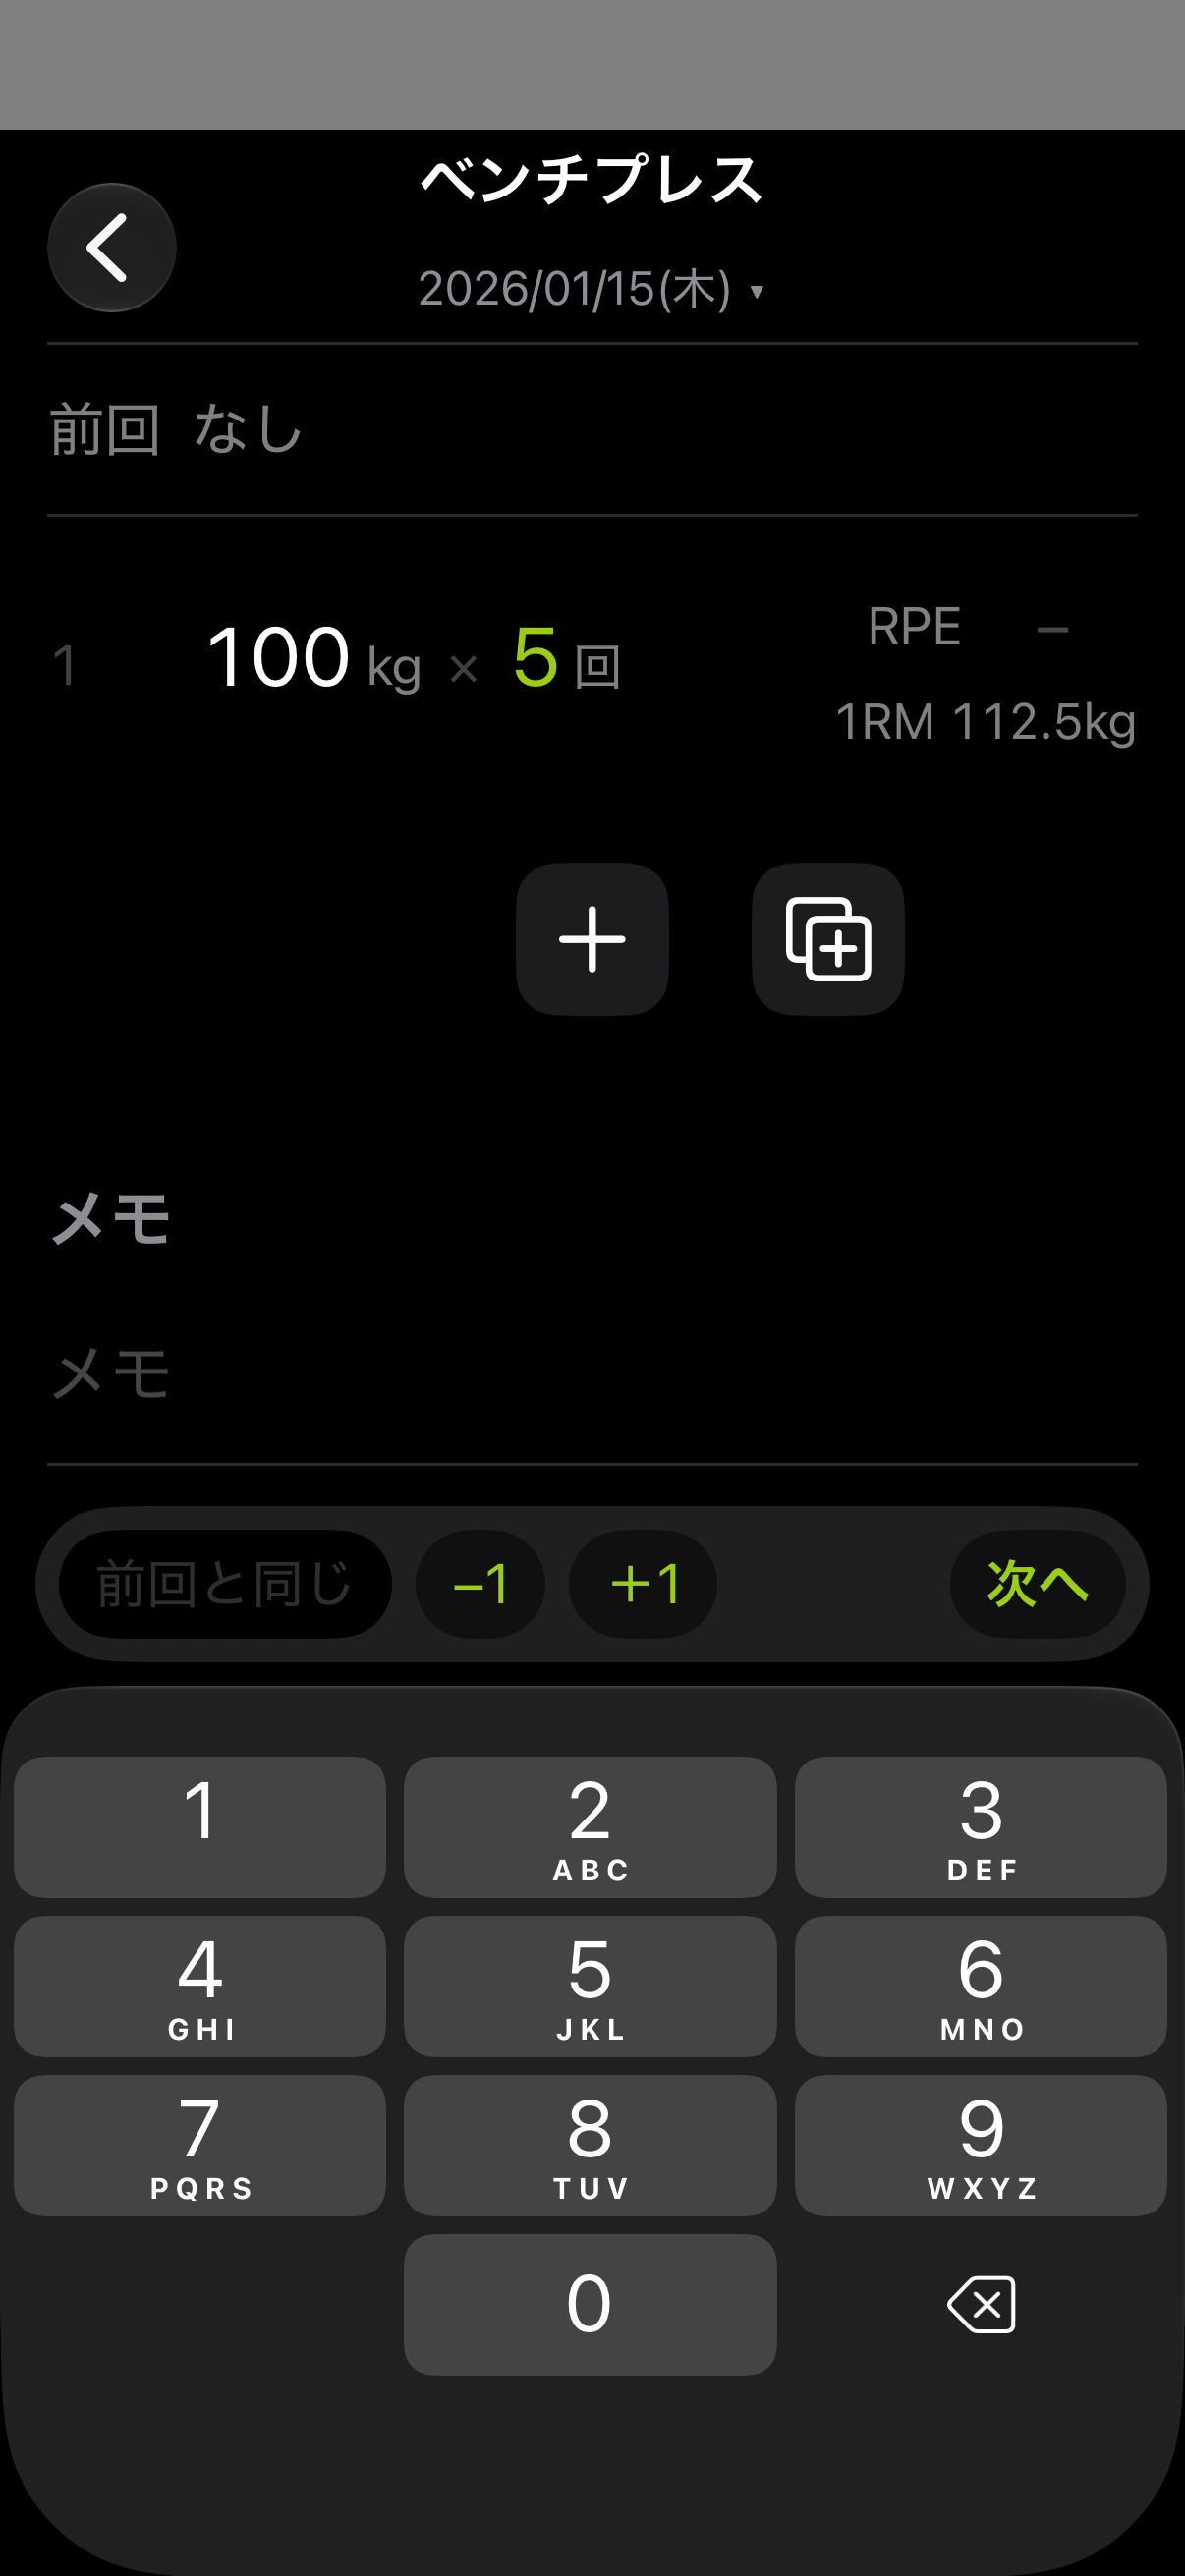 ベンチプレス
2026/01/15(木) ▼
前回 なし
1 100 kg × 5 回
RPE –
1RM 112.5kg
メモ
メモ
前回と同じ −1 +1 次へ
1 2 3
ABC DEF
4 5 6
GHI JKL MNO
7 8 9
PQRS TUV WXYZ
0